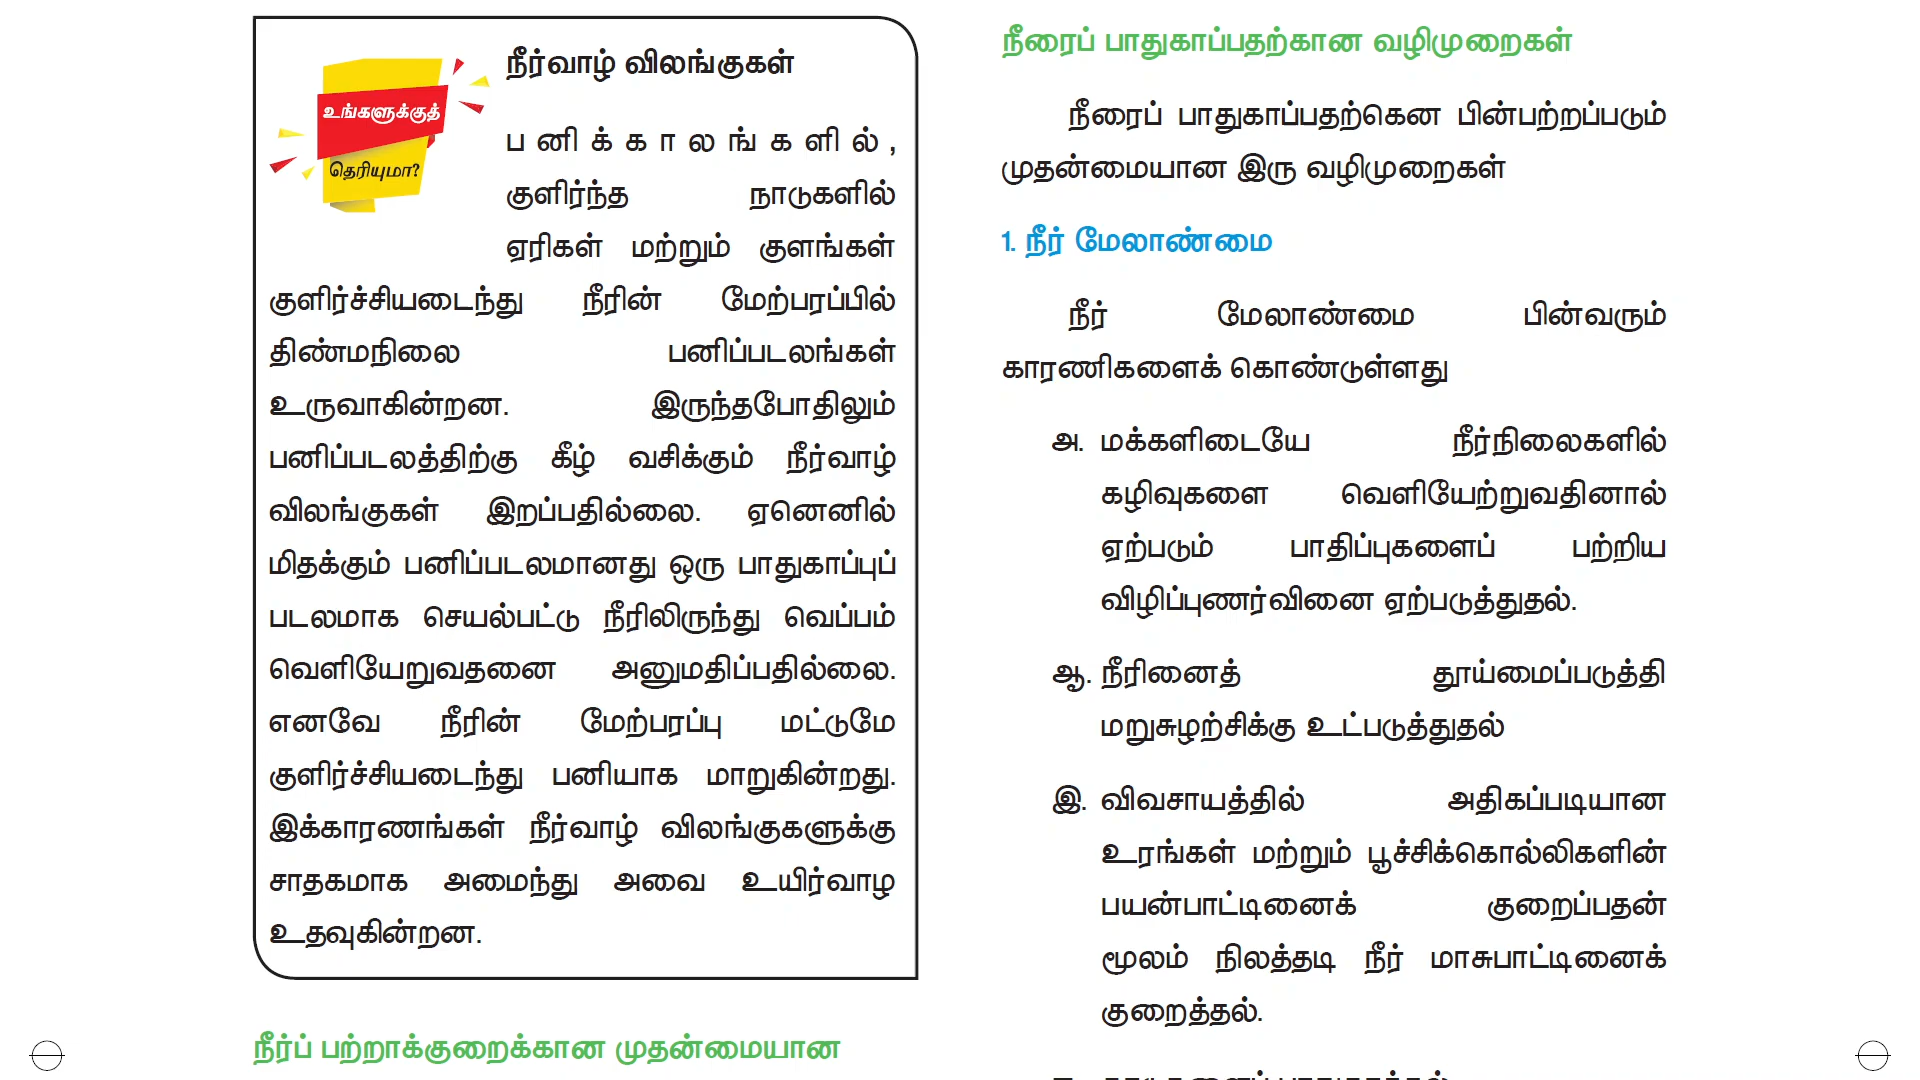 உங்களுக்குத்
தெரியுமா?
நீர்வாழ் விலங்குகள்
பனிக்காலங்களில்,
குளிர்ந்த நாடுகளில்
ஏரிகள் மற்றும் குளங்கள்
குளிர்ச்சியடைந்து நீரின் மேற்பரப்பில்
திண்மநிலை பனிப்படலங்கள்
உருவாகின்றன. இருந்தபோதிலும்
பனிப்படலத்திற்கு கீழ் வசிக்கும் நீர்வாழ்
விலங்குகள் இறப்பதில்லை. ஏனெனில்
மிதக்கும் பனிப்படலமானது ஒரு பாதுகாப்புப்
படலமாக செயல்பட்டு நீரிலிருந்து வெப்பம்
வெளியேறுவதனை அனுமதிப்பதில்லை.
எனவே நீரின் மேற்பரப்பு மட்டுமே
குளிர்ச்சியடைந்து பனியாக மாறுகின்றது.
இக்காரணங்கள் நீர்வாழ் விலங்குகளுக்கு
சாதகமாக அமைந்து அவை உயிர்வாழ
உதவுகின்றன.
நீர்ப் பற்றாக்குறைக்கான முதன்மையான
நீரைப் பாதுகாப்பதற்கான வழிமுறைகள்
நீரைப் பாதுகாப்பதற்கென பின்பற்றப்படும்
முதன்மையான இரு வழிமுறைகள்
1. நீர் மேலாண்மை
நீர் மேலாண்மை பின்வரும்
காரணிகளைக் கொண்டுள்ளது
அ. மக்களிடையே நீர்நிலைகளில்
கழிவுகளை வெளியேற்றுவதினால்
ஏற்படும் பாதிப்புகளைப் பற்றிய
விழிப்புணர்வினை ஏற்படுத்துதல்.
ஆ. நீரினைத் தூய்மைப்படுத்தி
மறுசுழற்சிக்கு உட்படுத்துதல்
இ. விவசாயத்தில் அதிகப்படியான
உரங்கள் மற்றும் பூச்சிக்கொல்லிகளின்
பயன்பாட்டினைக் குறைப்பதன்
மூலம் நிலத்தடி நீர் மாசுபாட்டினைக்
குறைத்தல்.